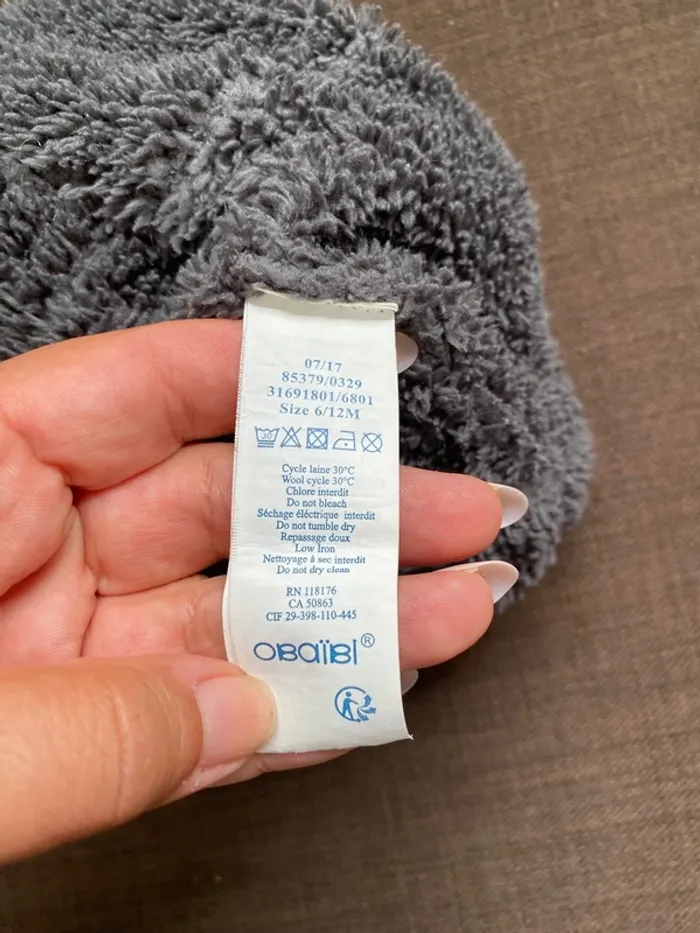 07/17
85379/0329
31691801/6801
Size 6/12M
30
Cycle laine 30°C
Wool cycle 30°C
Chlore interdit
Do not bleach
Séchage éléctrique interdit
Do not tumble dry
Repassage doux
Low Iron
Nettoyage à sec interdit
Do not dry clean
RN 118176
CA 50863
CIF 29-398-110-445
OBAÏBI®